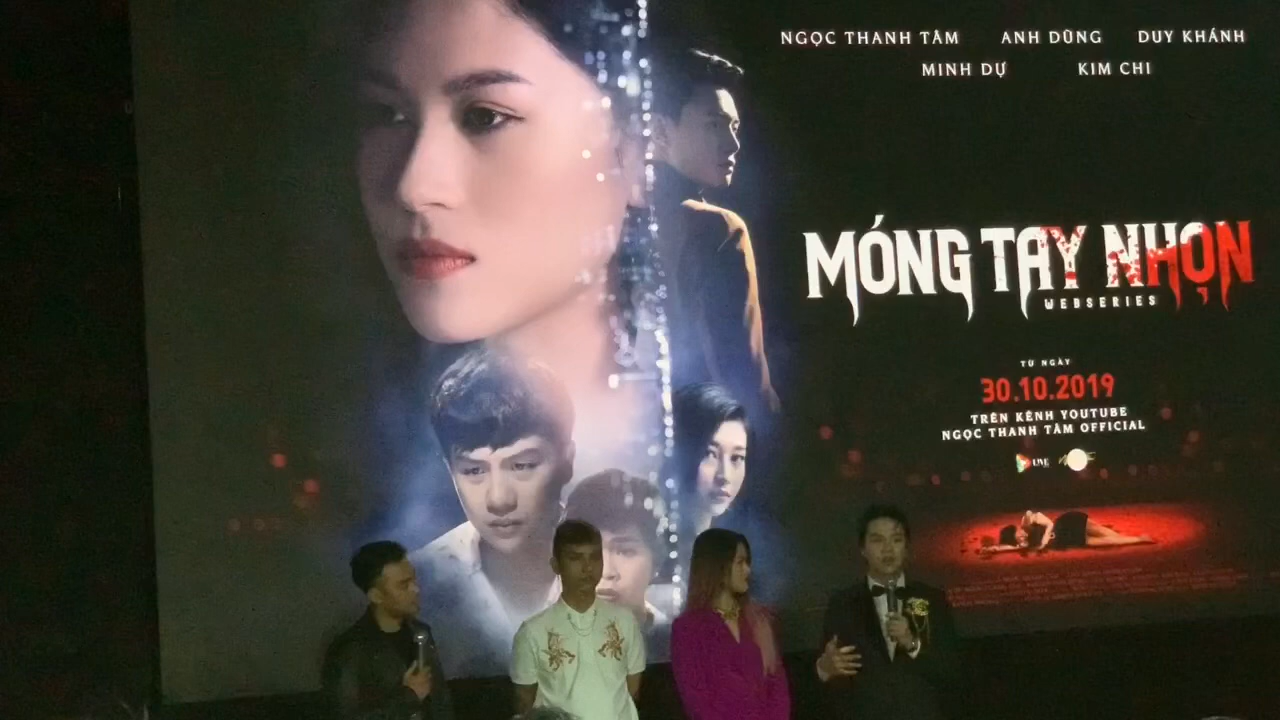 NGỌC THANH TÂM ANH DŨNG DUY KHÁNH
MINH DỰ KIM CHI
MÓNG TAY NHỌN
WEBSERIES
TỪ NGÀY
30.10.2019
TRÊN KÊNH YOUTUBE
NGỌC THANH TÂM OFFICIAL
LIVE